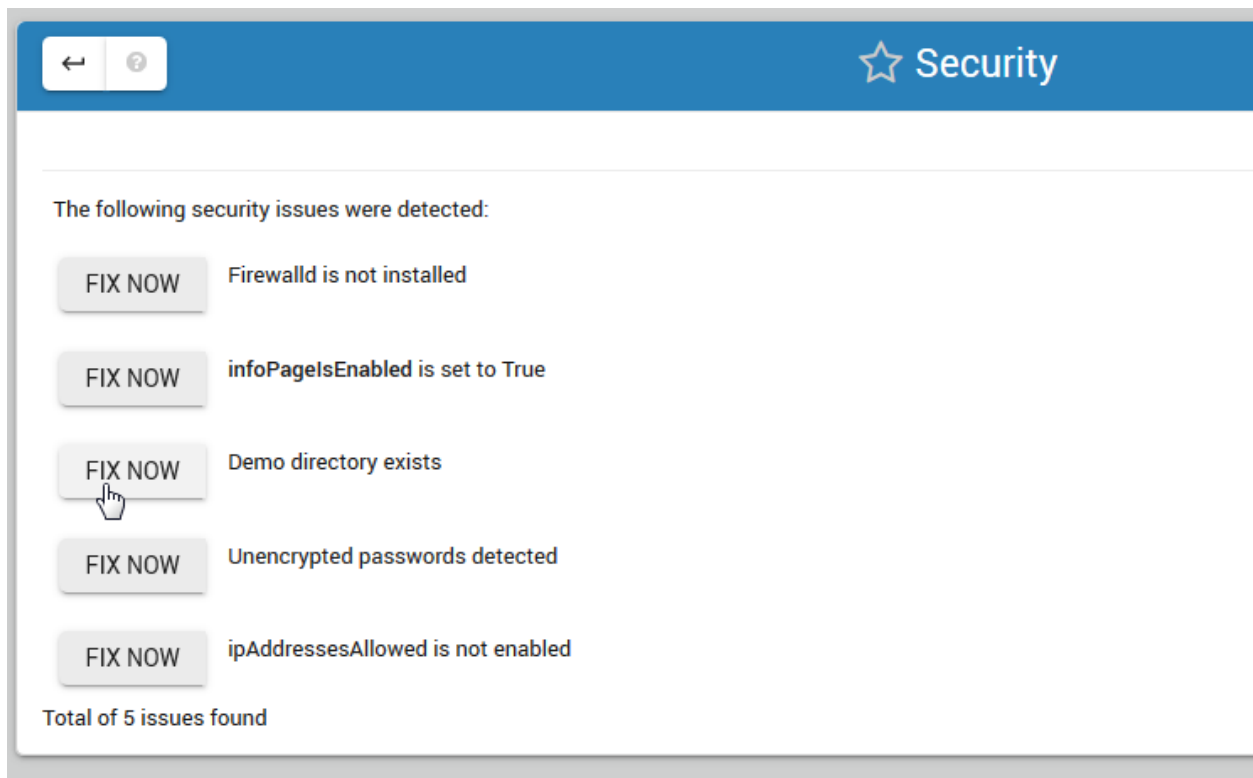 Security
The following security issues were detected:
FIX NOW Firewalld is not installed
FIX NOW infoPageIsEnabled is set to True
FIX NOW Demo directory exists
FIX NOW Unencrypted passwords detected
FIX NOW ipAddressesAllowed is not enabled
Total of 5 issues found